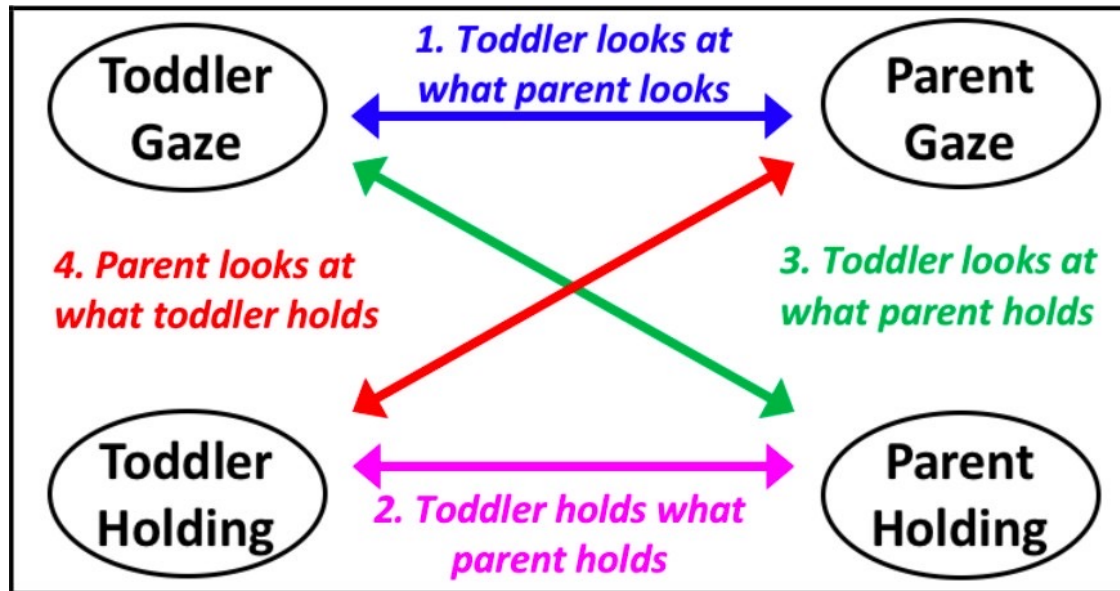 Toddler
Gaze
1. Toddler looks at
what parent looks
Parent
Gaze
4. Parent looks at
what toddler holds
3. Toddler looks at
what parent holds
Toddler
Holding
2. Toddler holds what
parent holds
Parent
Holding